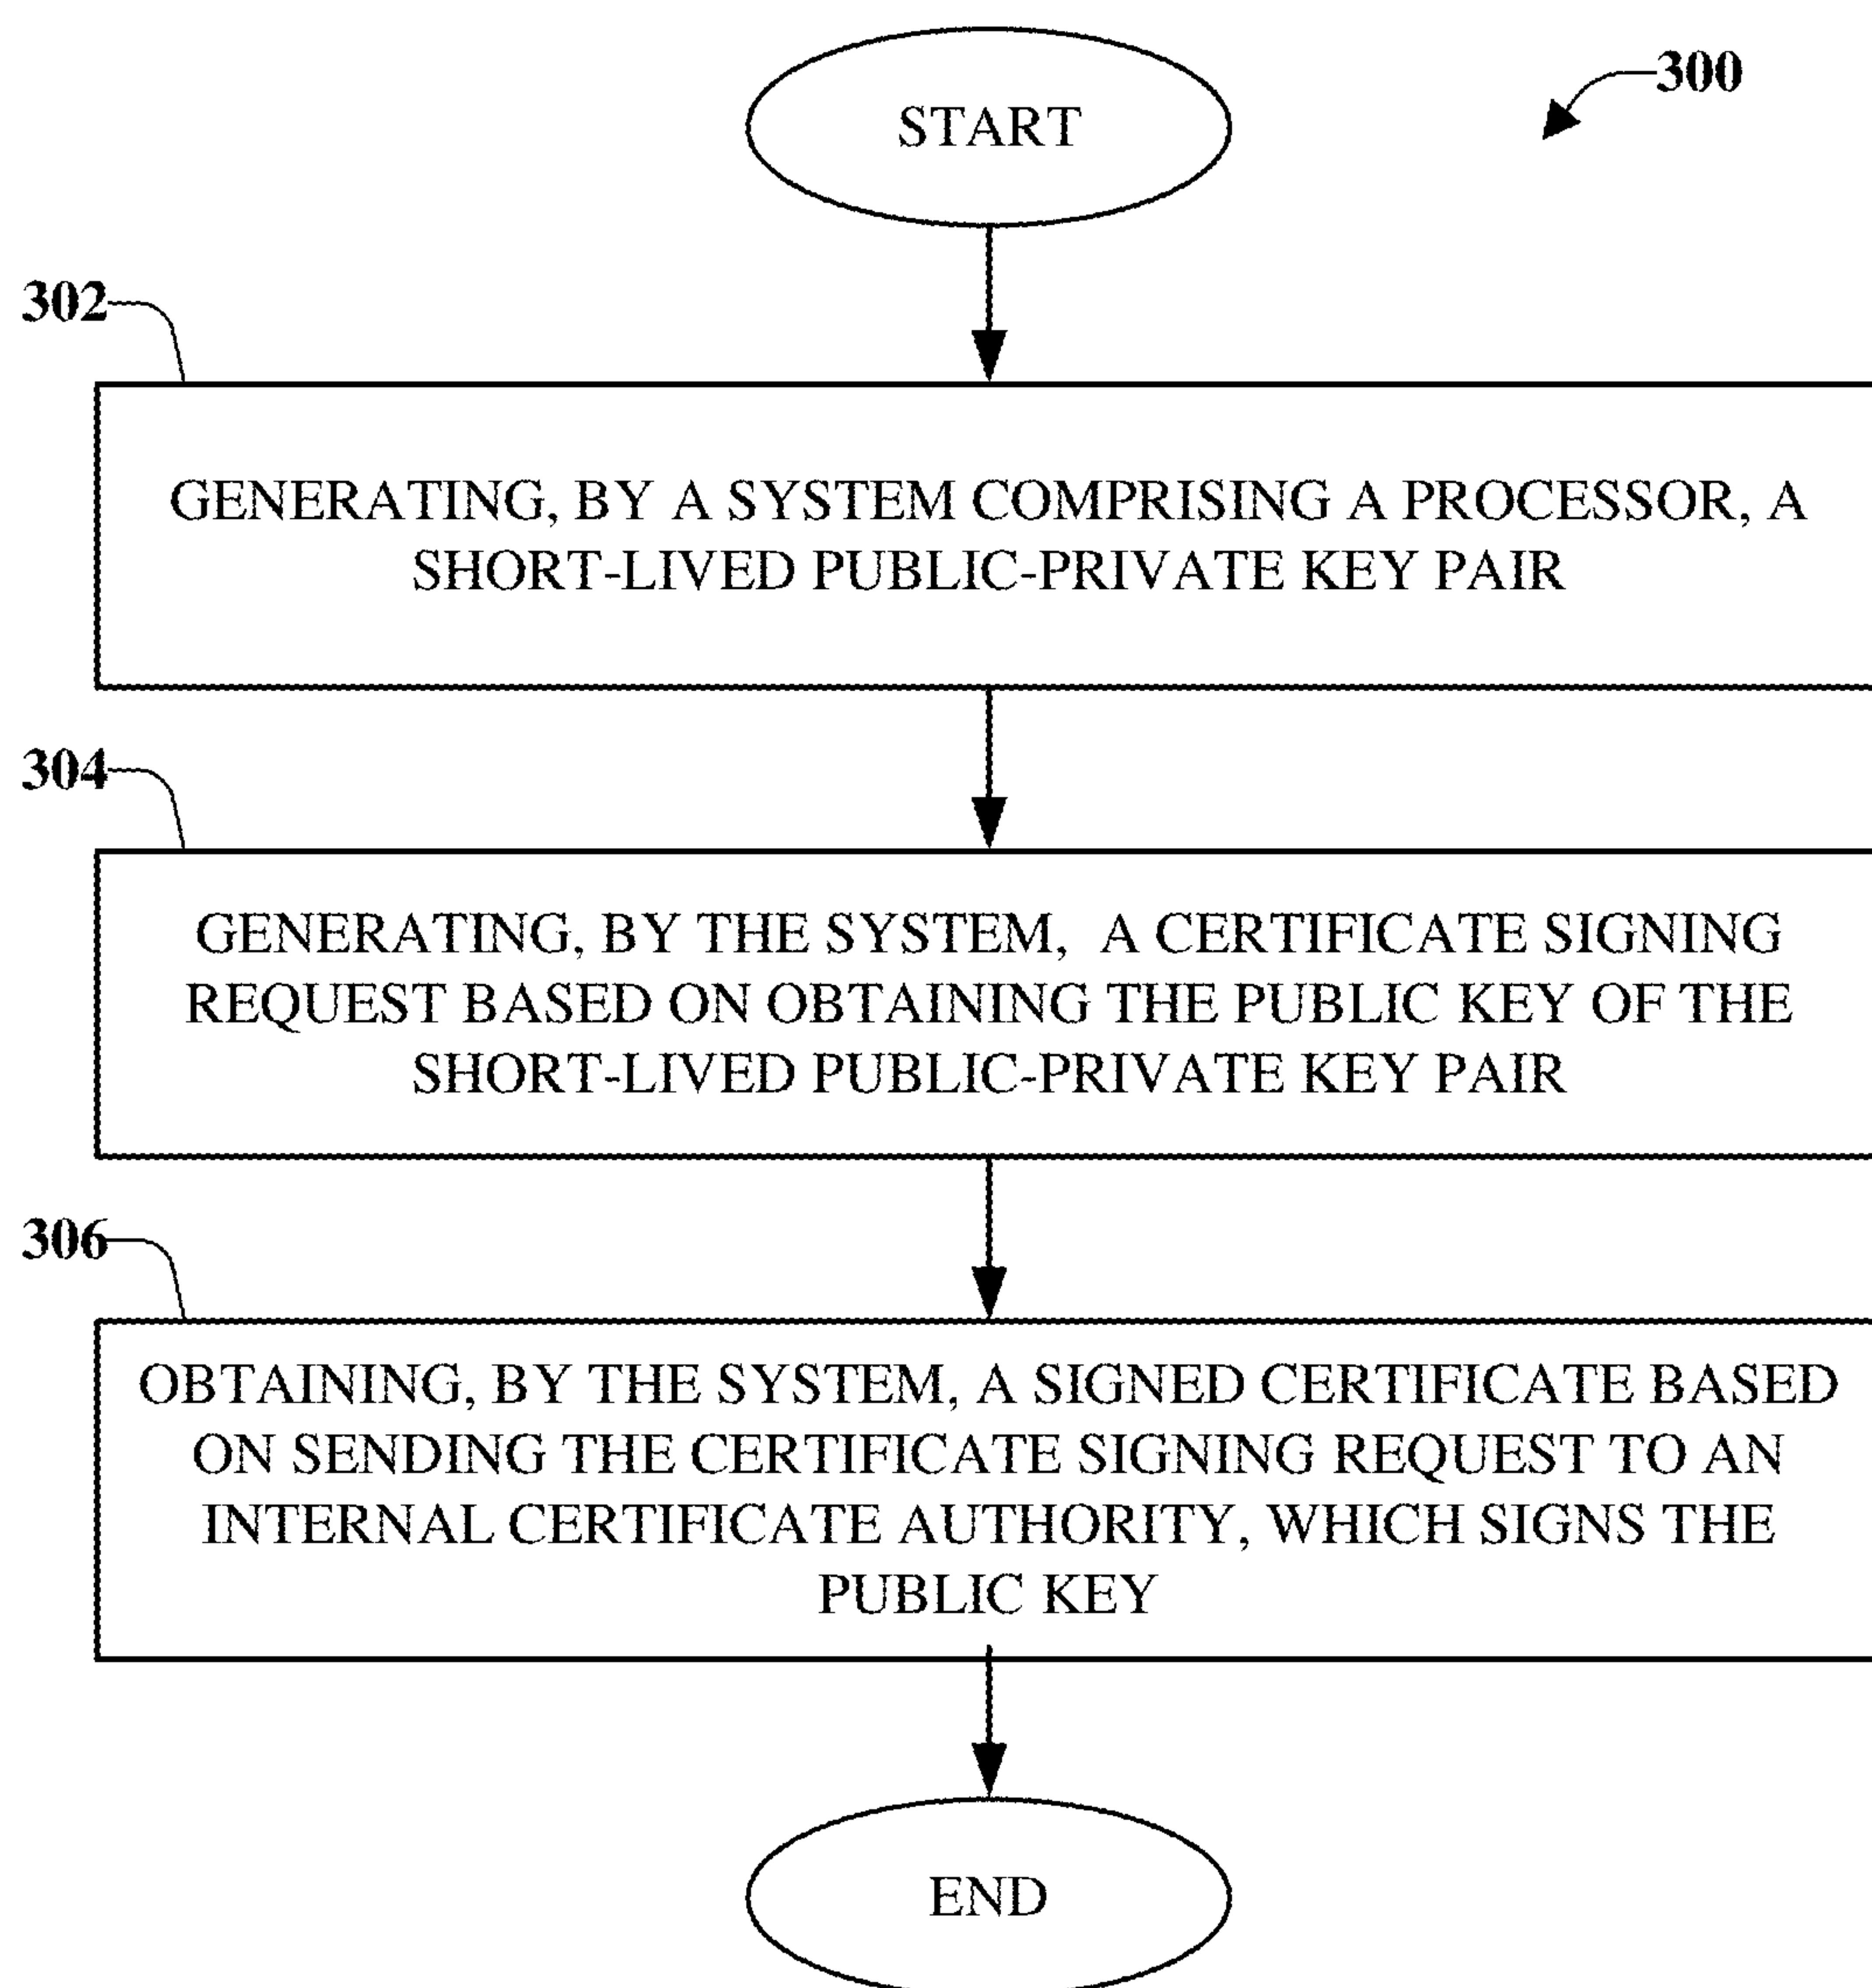 START
300
302
GENERATING, BY A SYSTEM COMPRISING A PROCESSOR, A
SHORT-LIVED PUBLIC-PRIVATE KEY PAIR
304
GENERATING, BY THE SYSTEM, A CERTIFICATE SIGNING
REQUEST BASED ON OBTAINING THE PUBLIC KEY OF THE
SHORT-LIVED PUBLIC-PRIVATE KEY PAIR
306
OBTAINING, BY THE SYSTEM, A SIGNED CERTIFICATE BASED
ON SENDING THE CERTIFICATE SIGNING REQUEST TO AN
INTERNAL CERTIFICATE AUTHORITY, WHICH SIGNS THE
PUBLIC KEY
END